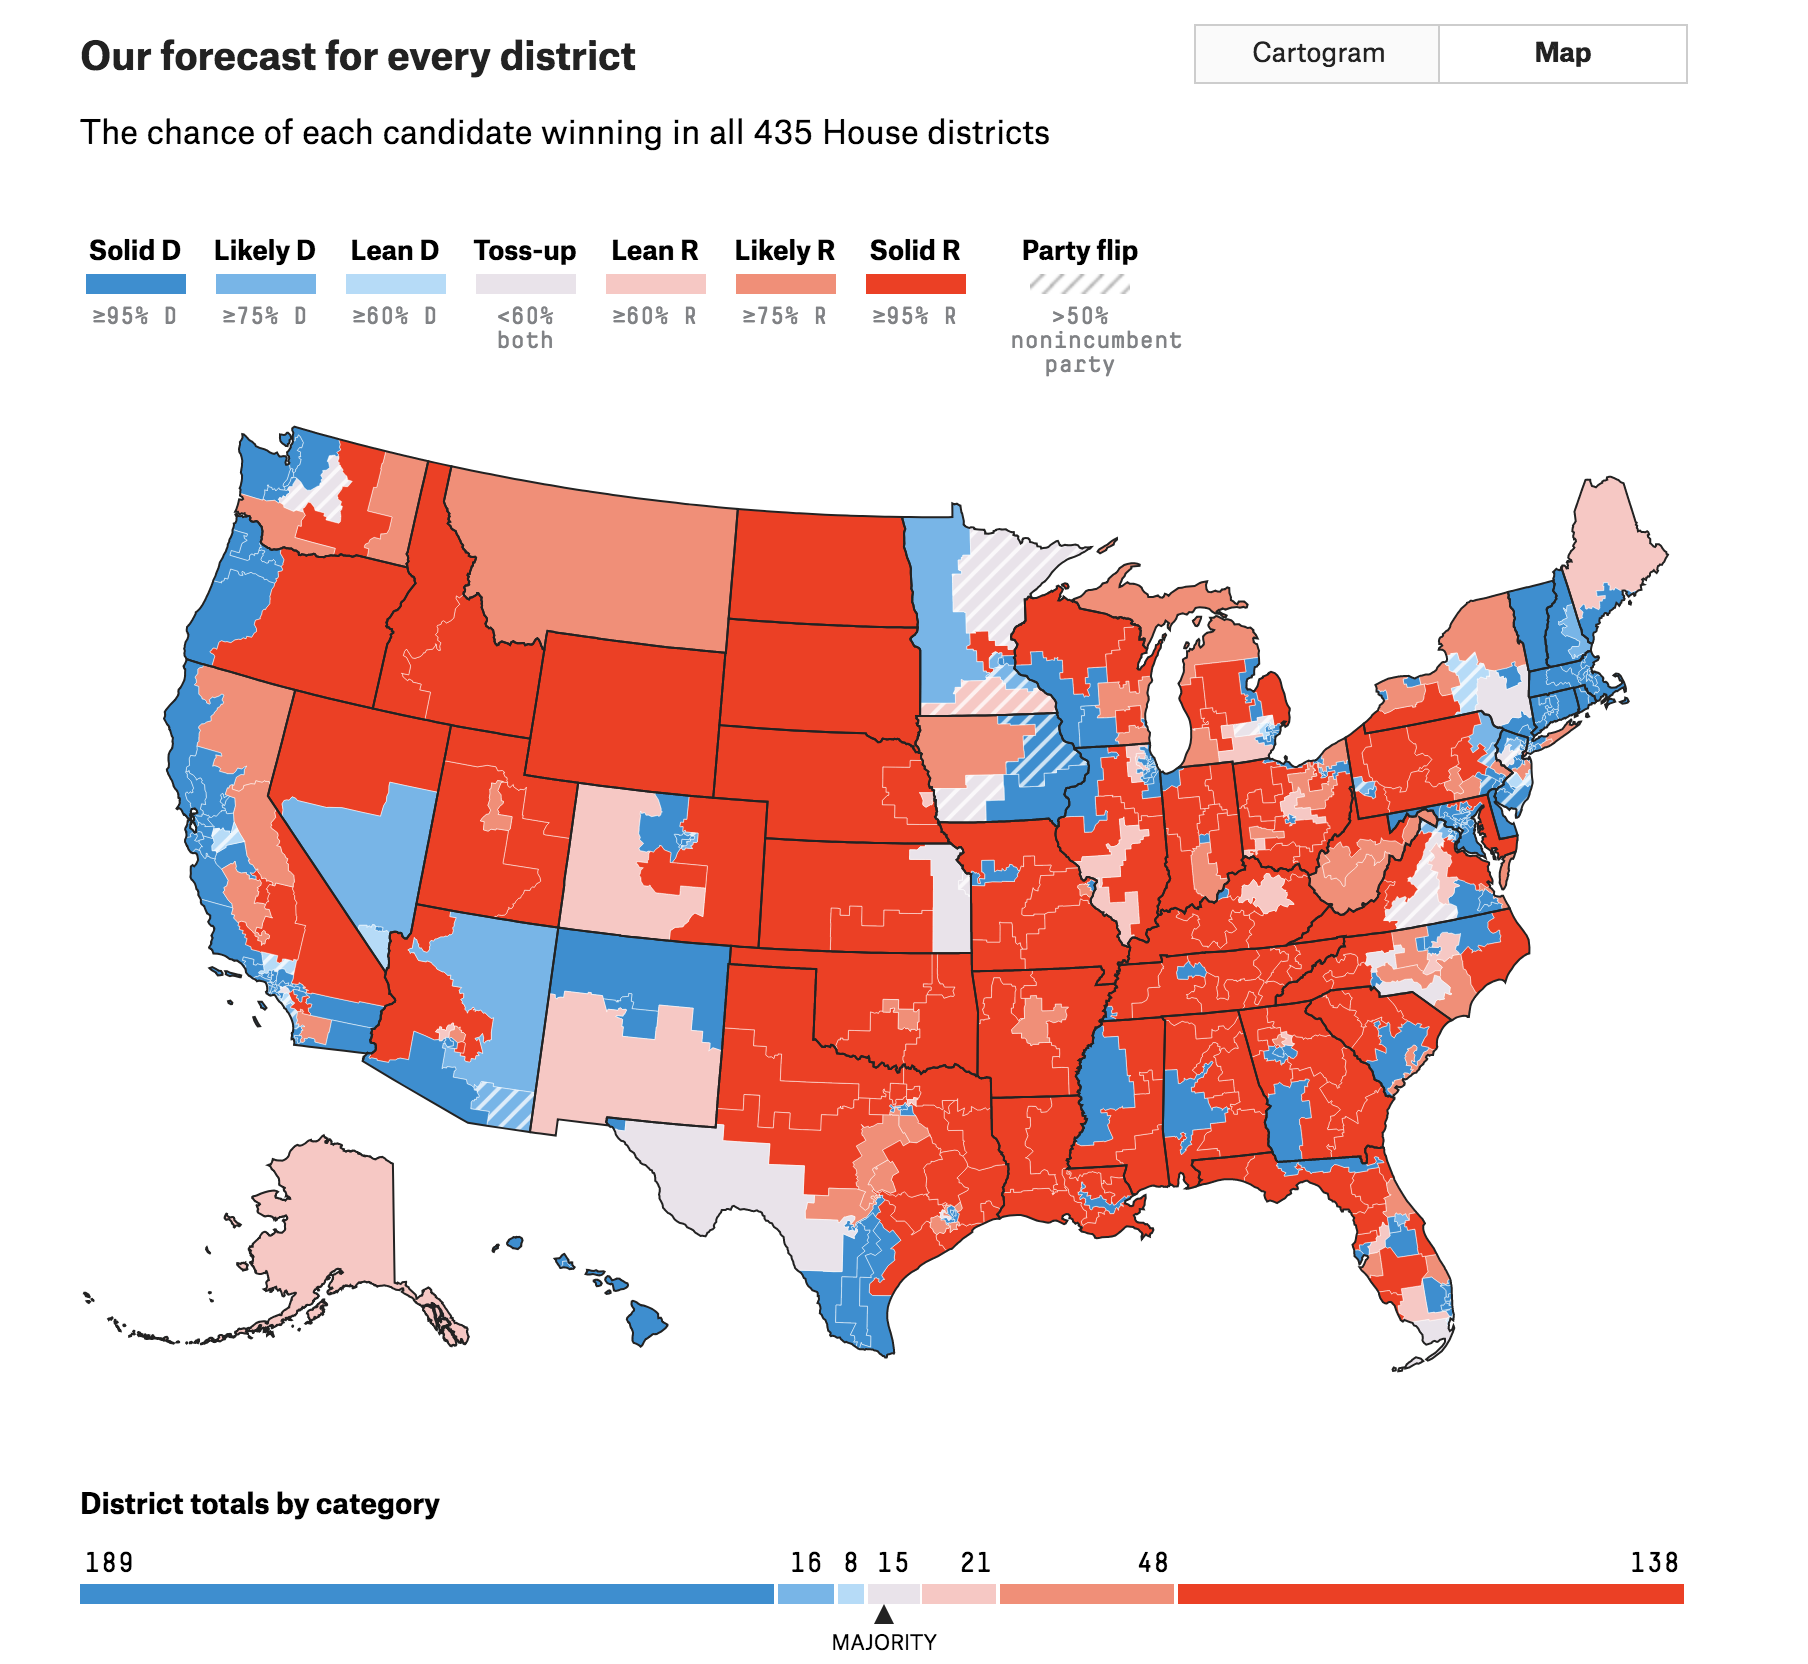 Our forecast for every district
Cartogram
Map
The chance of each candidate winning in all 435 House districts
Solid D Likely D Lean D Toss-up Lean R Likely R Solid R Party flip
≥95% D ≥75% D ≥60% D <60% both ≥60% R ≥75% R ≥95% R >50% nonincumbent party
District totals by category
189 16 8 15 21 48 138
MAJORITY